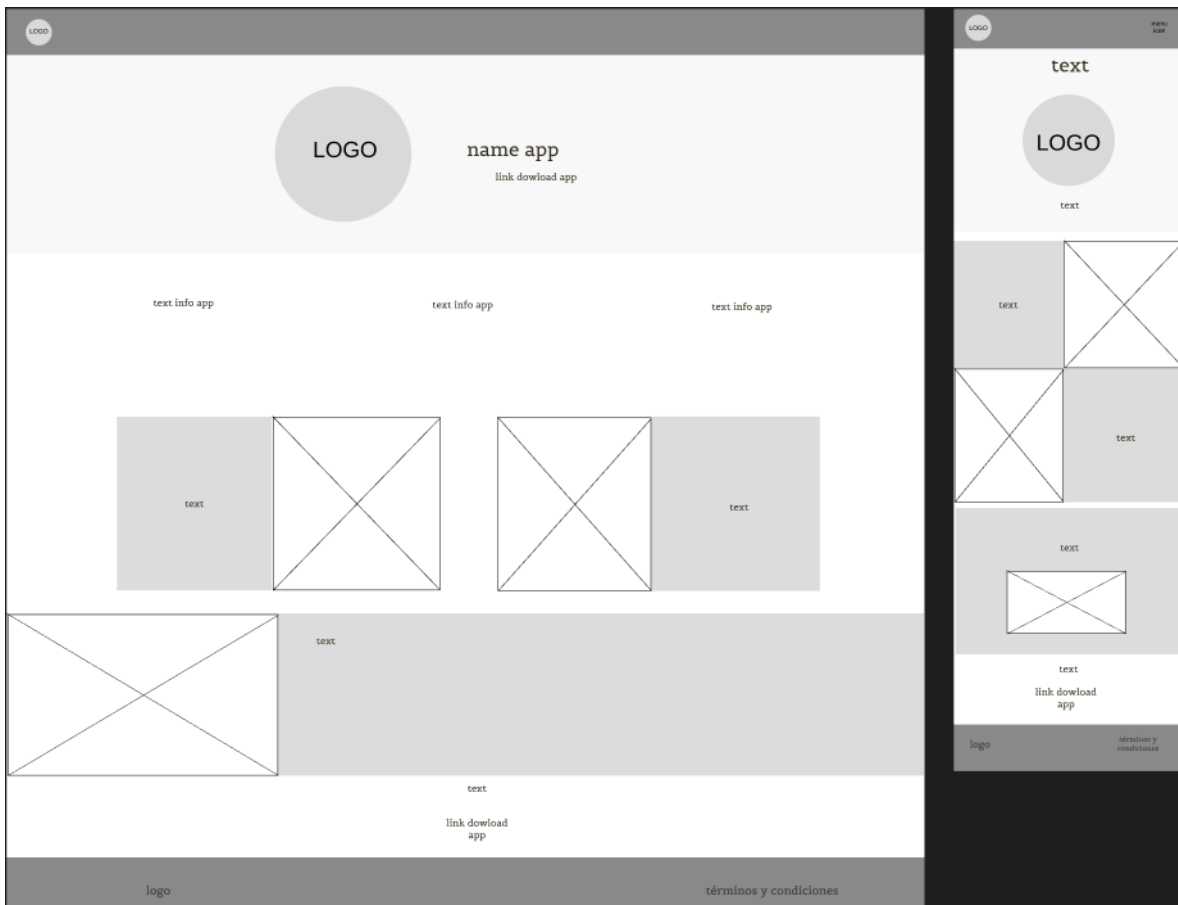 LOGO
LOGO
name app
link dowload app
text info app
text info app
text info app
text
text
text
text
link dowload
app
logo
términos y condiciones
LOGO
menu
icon
text
LOGO
text
text
text
text
text
link dowload
app
logo
términos y
condiciones